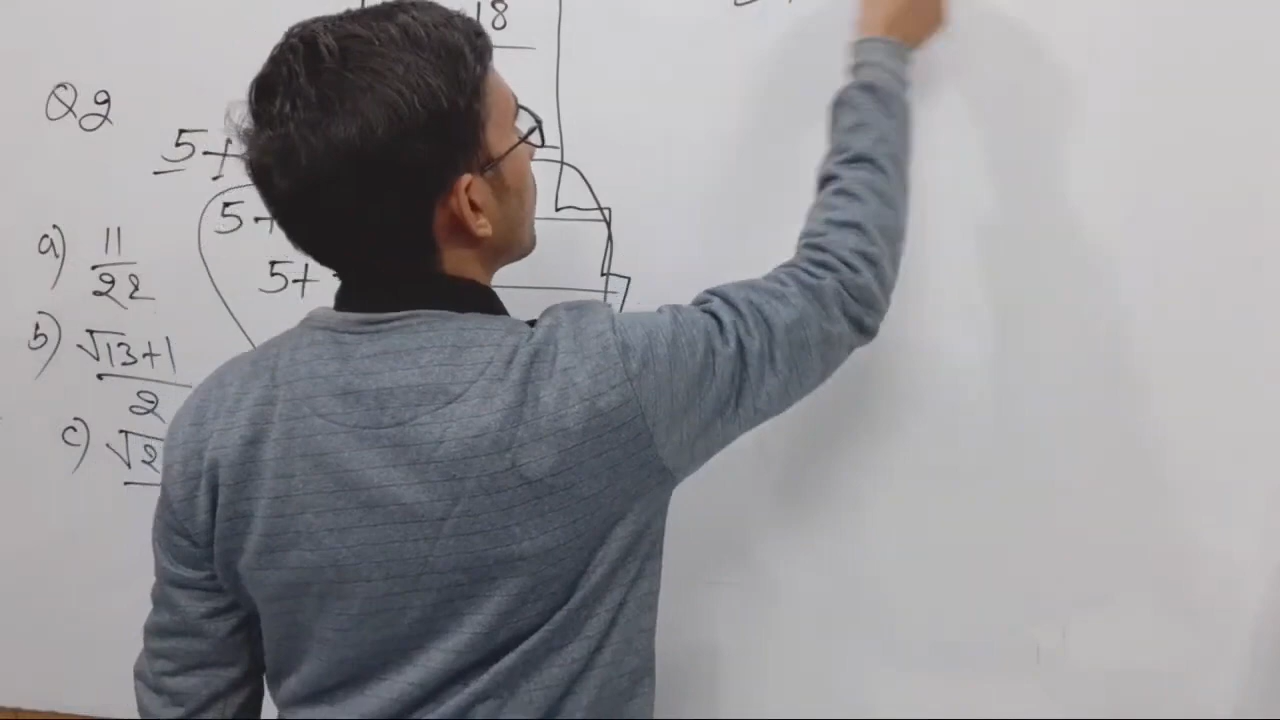 18
Q2
5+
5+
5+
a) 11
22
b) √13+1
2
c) √2